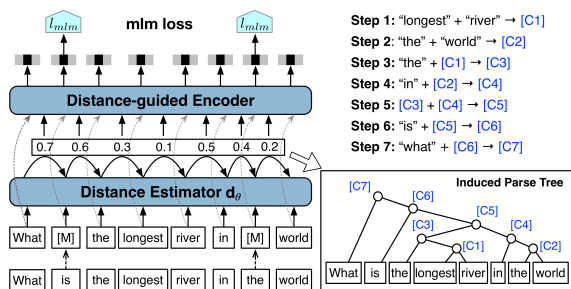 l_mlm mlm loss l_mlm
Distance-guided Encoder
0.7 0.6 0.3 0.1 0.5 0.4 0.2
Distance Estimator d_θ
What [M] the longest river in [M] world
What is the longest river in the world
Step 1: “longest” + “river” → [C1]
Step 2: “the” + “world” → [C2]
Step 3: “the” + [C1] → [C3]
Step 4: “in” + [C2] → [C4]
Step 5: [C3] + [C4] → [C5]
Step 6: “is” + [C5] → [C6]
Step 7: “what” + [C6] → [C7]
Induced Parse Tree
[C7]
[C6]
[C5]
[C3] [C4]
[C1] [C2]
What is the longest river in the world